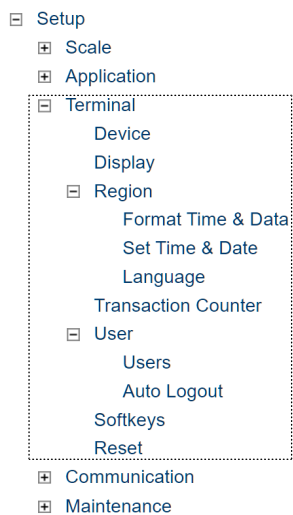 Setup
Scale
Application
Terminal
Device
Display
Region
Format Time & Data
Set Time & Date
Language
Transaction Counter
User
Users
Auto Logout
Softkeys
Reset
Communication
Maintenance